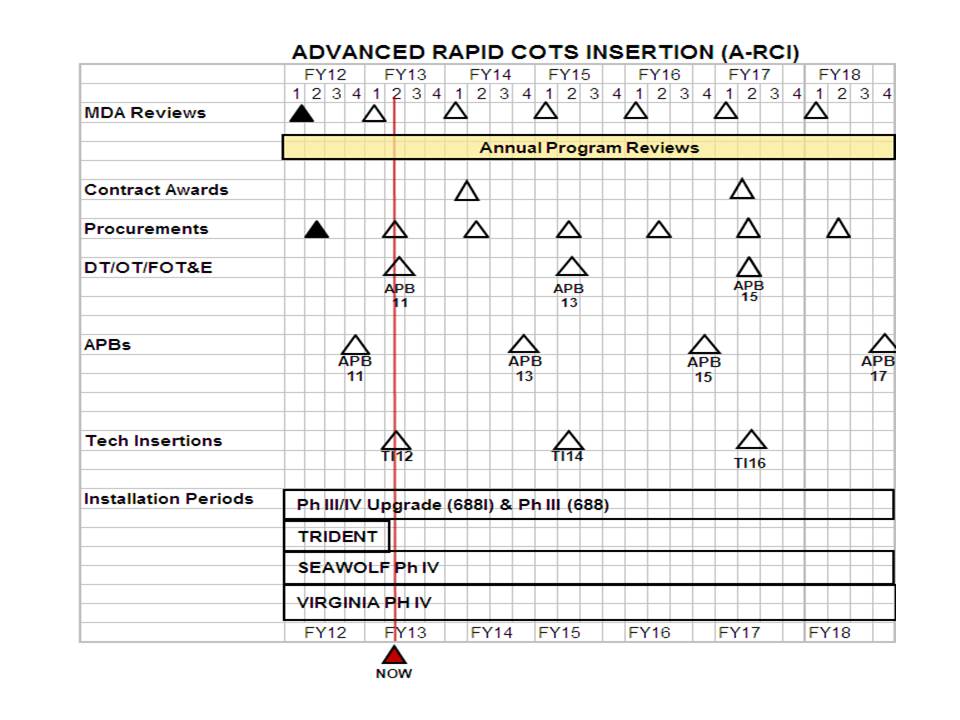 ADVANCED RAPID COTS INSERTION (A-RCI)
FY12 FY13 FY14 FY15 FY16 FY17 FY18
1 2 3 4 1 2 3 4 1 2 3 4 1 2 3 4 1 2 3 4 1 2 3 4 1 2 3 4
MDA Reviews
Annual Program Reviews
Contract Awards
Procurements
DT/OT/FOT&E
APB APB APB
11 13 15
APBs
APB APB APB APB
11 13 15 17
Tech Insertions
TI12 TI14 TI16
Installation Periods
Ph III/IV Upgrade (688I) & Ph III (688)
TRIDENT
SEAWOLF Ph IV
VIRGINIA PH IV
FY12 FY13 FY14 FY15 FY16 FY17 FY18
NOW